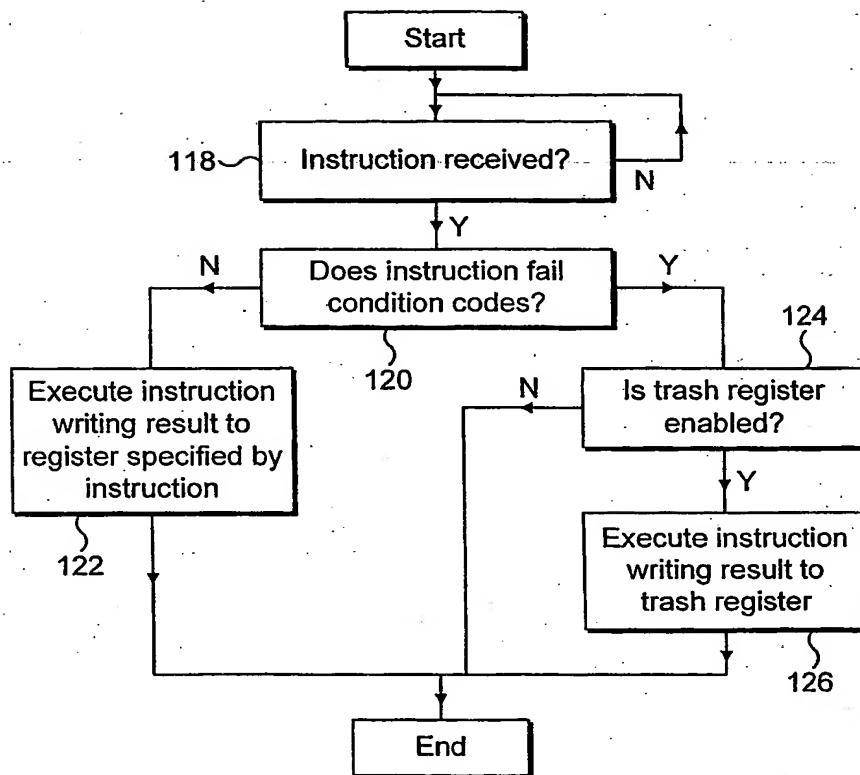 Start
118
Instruction received?
N
Y
N
Does instruction fail
condition codes?
Y
120
124
Execute instruction
writing result to
register specified by
instruction
122
N
Is trash register
enabled?
Y
Execute instruction
writing result to
trash register
126
End